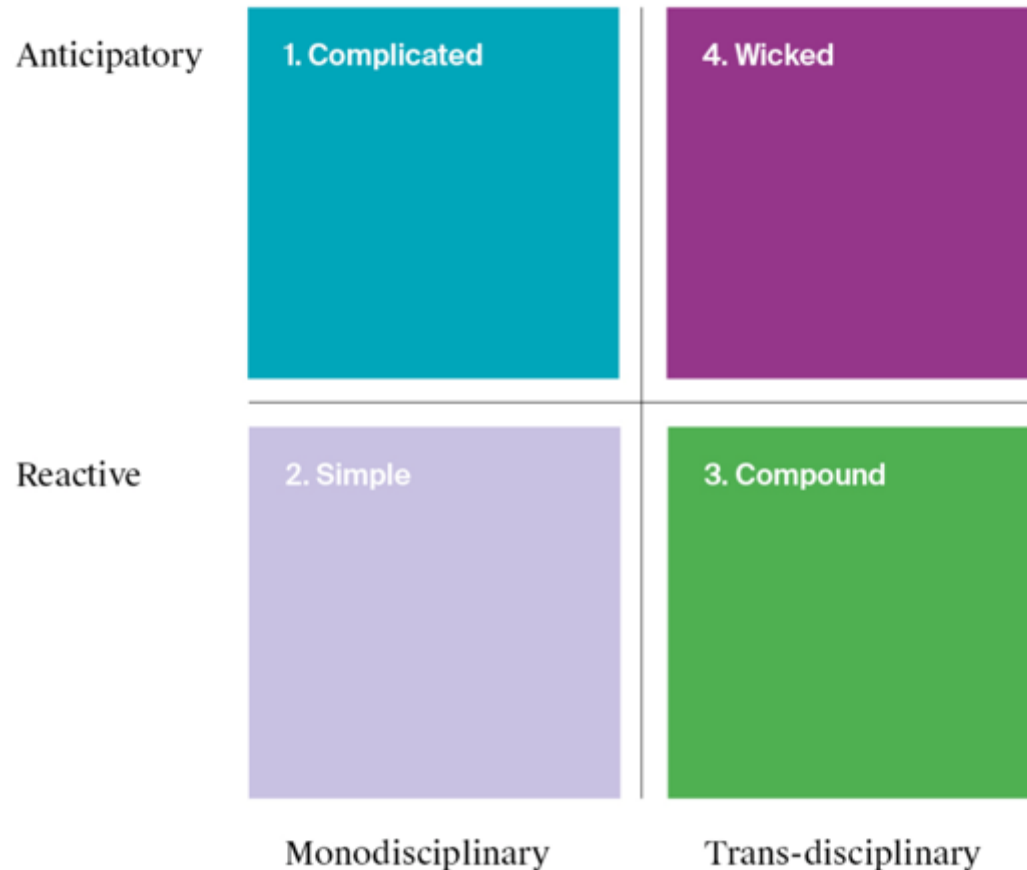 Anticipatory
1. Complicated
4. Wicked
Reactive
2. Simple
3. Compound
Monodisciplinary
Trans-disciplinary